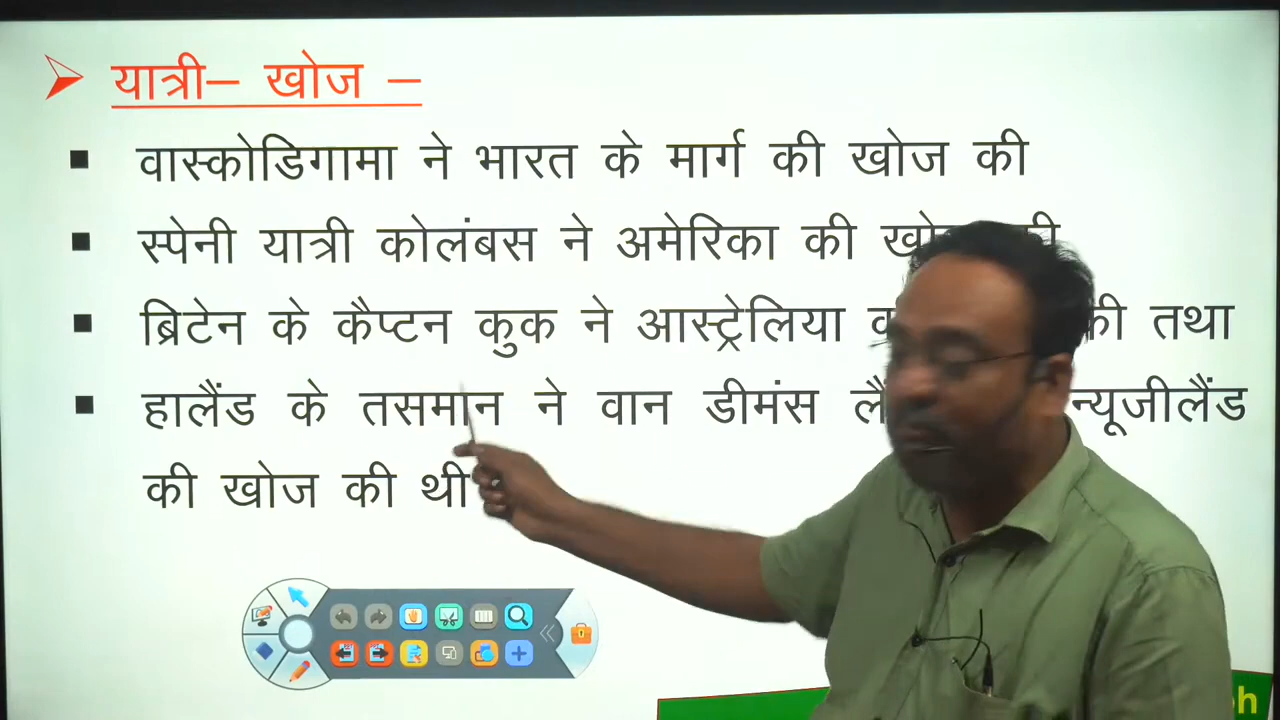 यात्री– खोज –
वास्कोडिगामा ने भारत के मार्ग की खोज की
स्पेनी यात्री कोलंबस ने अमेरिका की की
ब्रिटेन के कैप्टन कुक ने आस्ट्रेलिया की तथा
हालैंड के तसमान ने वान डीमंस न्यूजीलैंड
की खोज की थी